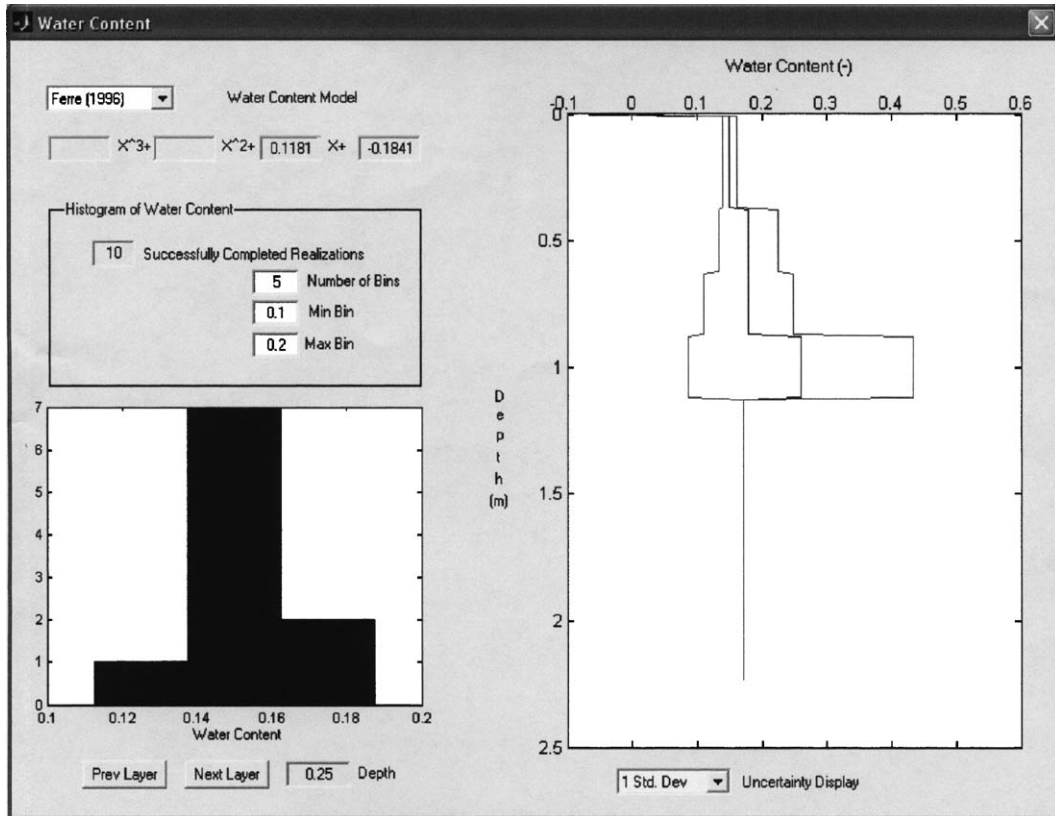 Water Content
Ferre (1996)
Water Content Model
X^3+ X^2+ 0.1181 X+ -0.1841
Histogram of Water Content
10 Successfully Completed Realizations
5 Number of Bins
0.1 Min Bin
0.2 Max Bin
7
6
5
4
3
2
1
0
0.1 0.12 0.14 0.16 0.18 0.2
Water Content
Prev Layer Next Layer 0.25 Depth
Water Content (-)
-0.1 0 0.1 0.2 0.3 0.4 0.5 0.6
0
0.5
1
1.5
2
2.5
D
e
p
t
h
(m)
1 Std. Dev Uncertainty Display